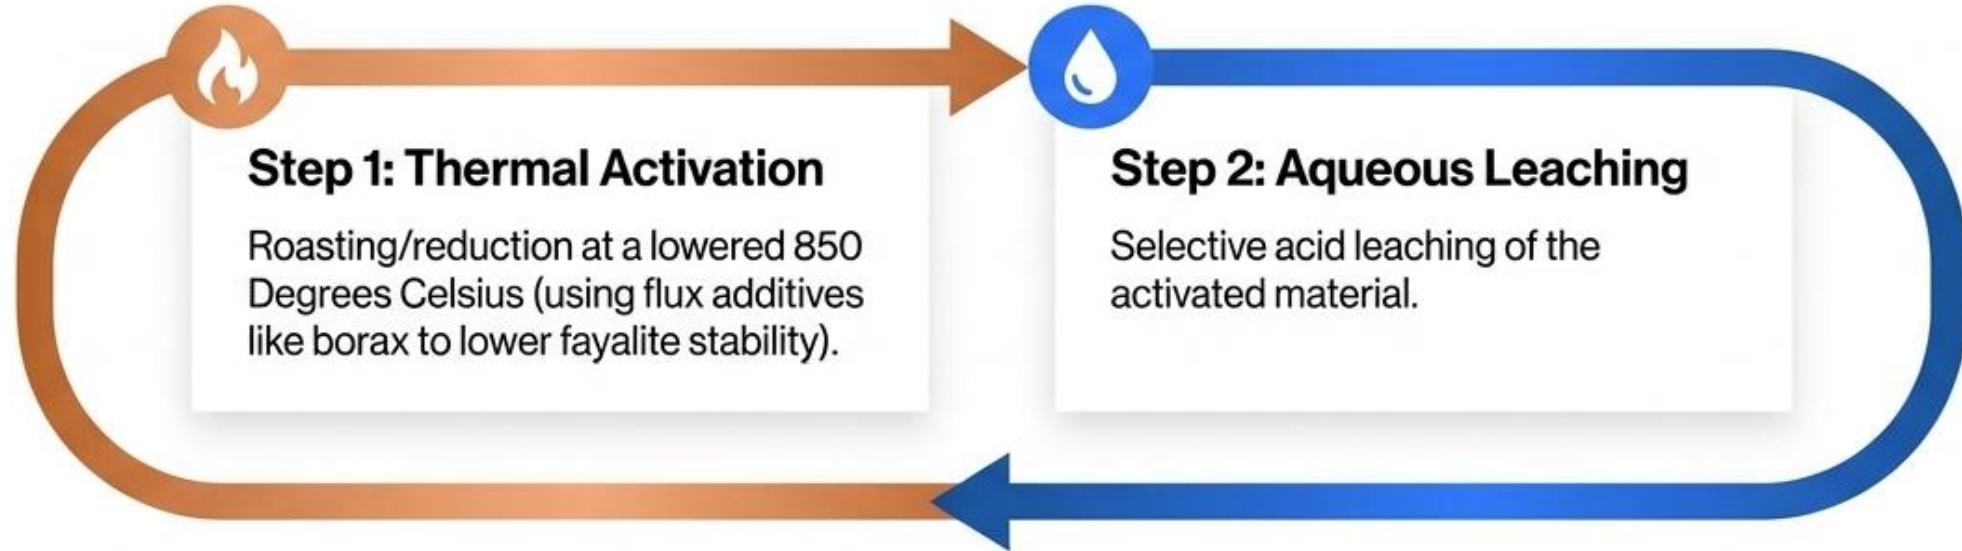 Step 1: Thermal Activation
Roasting/reduction at a lowered 850
Degrees Celsius (using flux additives
like borax to lower fayalite stability).
Step 2: Aqueous Leaching
Selective acid leaching of the
activated material.